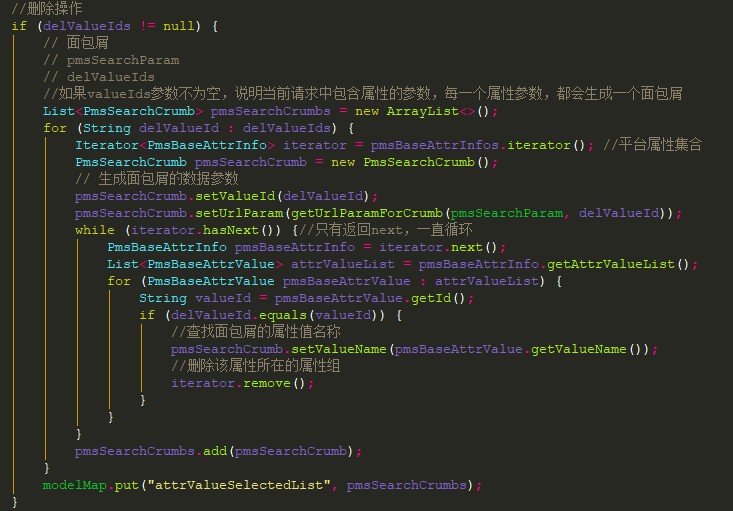 //删除操作
if (delValueIds != null) {
// 面包屑
// pmsSearchParam
// delValueIds
//如果valueIds参数不为空，说明当前请求中包含属性的参数，每一个属性参数，都会生成一个面包屑
List<PmsSearchCrumb> pmsSearchCrumbs = new ArrayList<>();
for (String delValueId : delValueIds) {
Iterator<PmsBaseAttrInfo> iterator = pmsBaseAttrInfos.iterator(); //平台属性集合
PmsSearchCrumb pmsSearchCrumb = new PmsSearchCrumb();
// 生成面包屑的数据参数
pmsSearchCrumb.setValueId(delValueId);
pmsSearchCrumb.setUrlParam(getUrlParamForCrumb(pmsSearchParam, delValueId));
while (iterator.hasNext()) {//只有返回next，一直循环
PmsBaseAttrInfo pmsBaseAttrInfo = iterator.next();
List<PmsBaseAttrValue> attrValueList = pmsBaseAttrInfo.getAttrValueList();
for (PmsBaseAttrValue pmsBaseAttrValue : attrValueList) {
String valueId = pmsBaseAttrValue.getId();
if (delValueId.equals(valueId)) {
//查找面包屑的属性值名称
pmsSearchCrumb.setValueName(pmsBaseAttrValue.getValueName());
//删除该属性所在的属性组
iterator.remove();
}
}
}
pmsSearchCrumbs.add(pmsSearchCrumb);
}
modelMap.put("attrValueSelectedList", pmsSearchCrumbs);
}